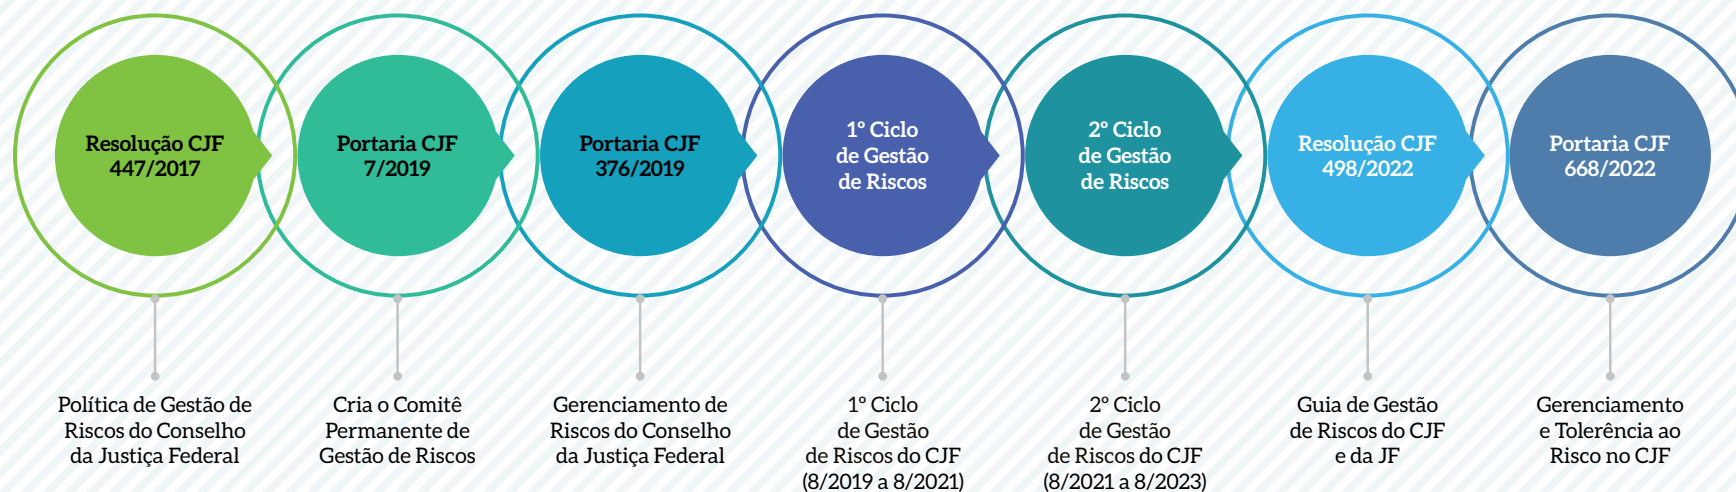 Resolução CJF
447/2017
Portaria CJF
7/2019
Portaria CJF
376/2019
1º Ciclo
de Gestão
de Riscos
2º Ciclo
de Gestão
de Riscos
Resolução CJF
498/2022
Portaria CJF
668/2022
Política de Gestão de
Riscos do Conselho
da Justiça Federal
Cria o Comitê
Permanente de
Gestão de Riscos
Gerenciamento de
Riscos do Conselho
da Justiça Federal
1º Ciclo
de Gestão
de Riscos do CJF
(8/2019 a 8/2021)
2º Ciclo
de Gestão
de Riscos do CJF
(8/2021 a 8/2023)
Guia de Gestão
de Riscos do CJF
e da JF
Gerenciamento
e Tolerência ao
Risco no CJF